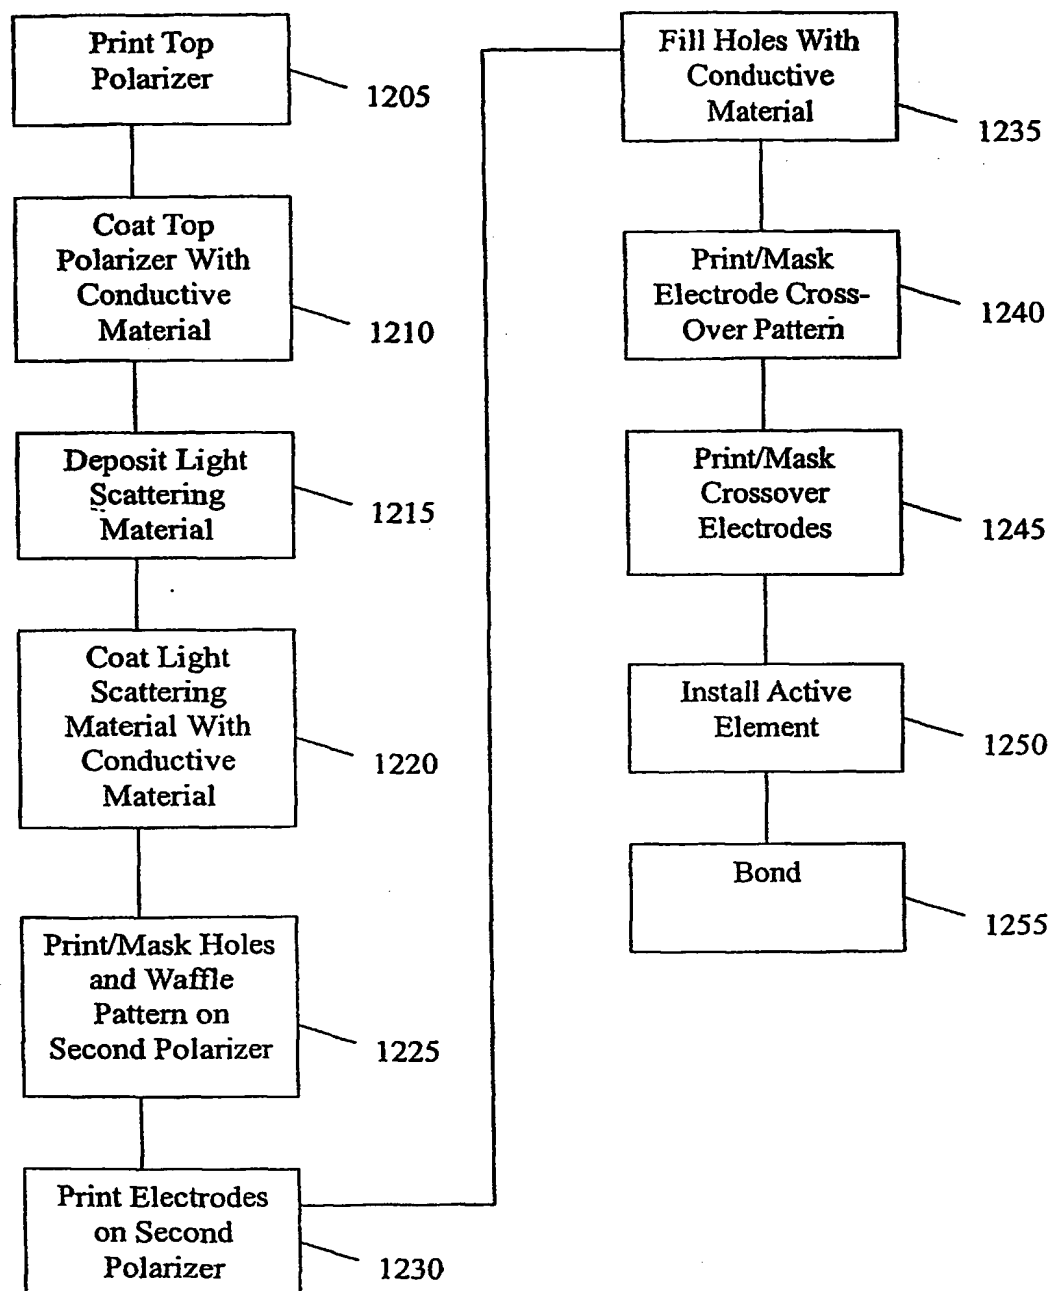 Print Top
Polarizer
1205
Coat Top
Polarizer With
Conductive
Material
1210
Deposit Light
Scattering
Material
1215
Coat Light
Scattering
Material With
Conductive
Material
1220
Print/Mask Holes
and Waffle
Pattern on
Second Polarizer
1225
Print Electrodes
on Second
Polarizer
1230
Fill Holes With
Conductive
Material
1235
Print/Mask
Electrode Cross-
Over Pattern
1240
Print/Mask
Crossover
Electrodes
1245
Install Active
Element
1250
Bond
1255